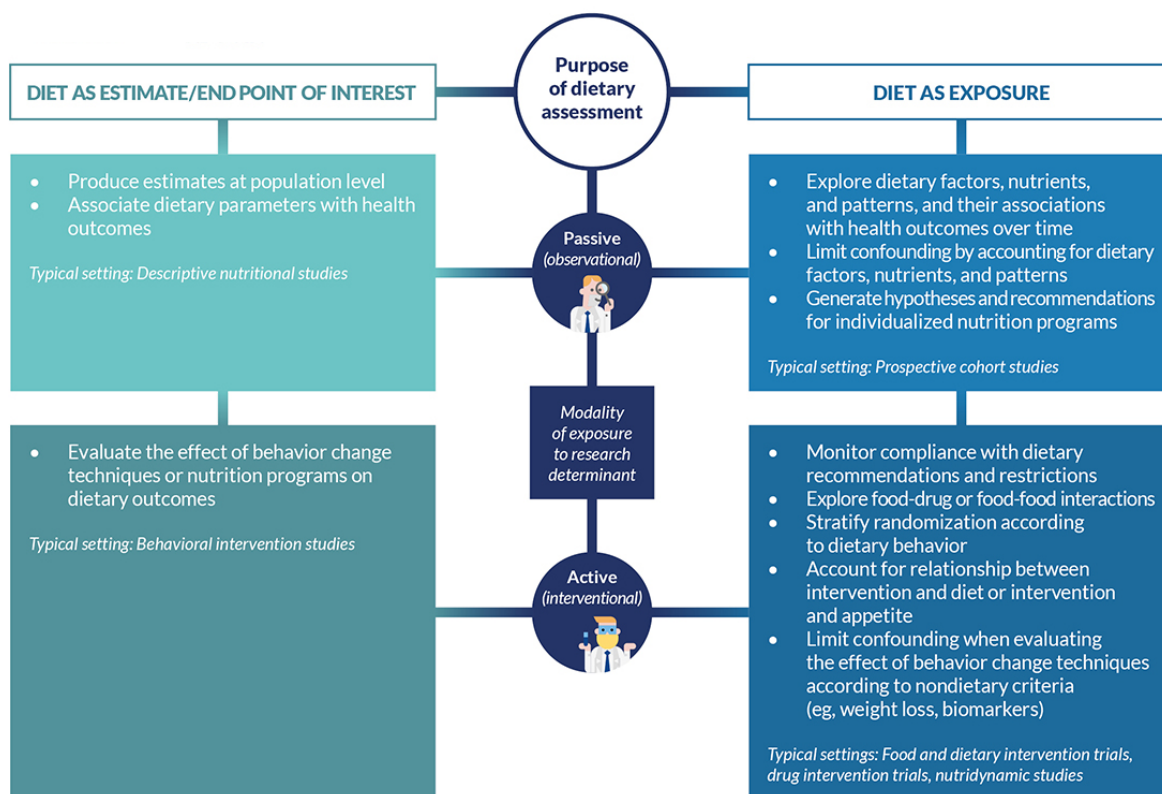 Purpose
of dietary
assessment
DIET AS ESTIMATE/END POINT OF INTEREST
DIET AS EXPOSURE
• Produce estimates at population level
• Associate dietary parameters with health
outcomes
Typical setting: Descriptive nutritional studies
Passive
(observational)
• Explore dietary factors, nutrients,
and patterns, and their associations
with health outcomes over time
• Limit confounding by accounting for dietary
factors, nutrients, and patterns
• Generate hypotheses and recommendations
for individualized nutrition programs
Typical setting: Prospective cohort studies
Modality
of exposure
to research
determinant
• Evaluate the effect of behavior change
techniques or nutrition programs on
dietary outcomes
Typical setting: Behavioral intervention studies
Active
(interventional)
• Monitor compliance with dietary
recommendations and restrictions
• Explore food-drug or food-food interactions
• Stratify randomization according
to dietary behavior
• Account for relationship between
intervention and diet or intervention
and appetite
• Limit confounding when evaluating
the effect of behavior change techniques
according to nondietary criteria
(eg, weight loss, biomarkers)
Typical settings: Food and dietary intervention trials,
drug intervention trials, nutridynamic studies